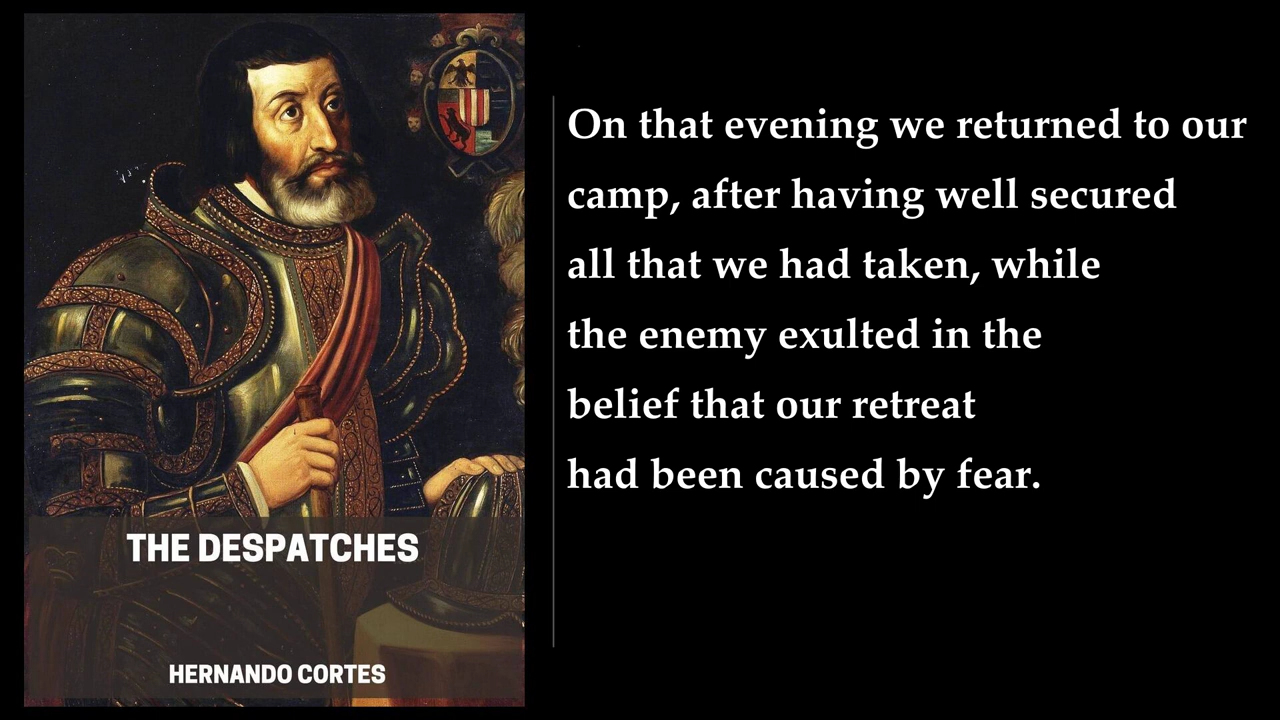 THE DESPATCHES
HERNANDO CORTES
On that evening we returned to our
camp, after having well secured
all that we had taken, while
the enemy exulted in the
belief that our retreat
had been caused by fear.